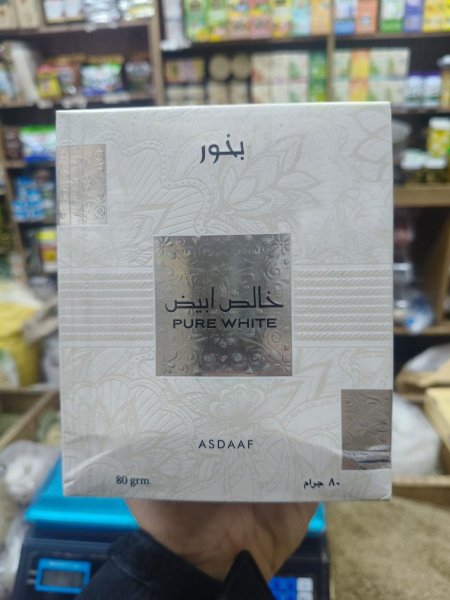 بخور
خالص ابيض
PURE WHITE
ASDAAF
80 grm
٨٠ جرام